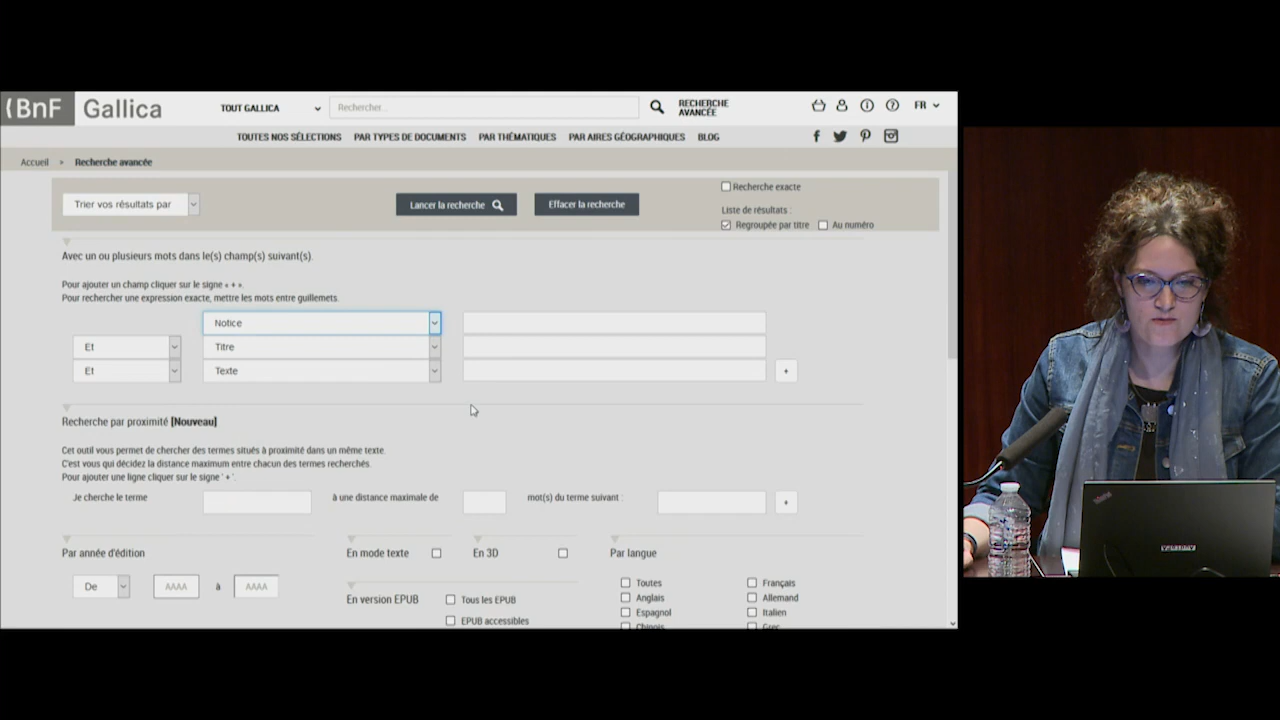 BnF Gallica
TOUT GALLICA
Rechercher...
RECHERCHE
AVANCÉE
FR
TOUTES NOS SÉLECTIONS PAR TYPES DE DOCUMENTS PAR THÉMATIQUES PAR AIRES GÉOGRAPHIQUES BLOG
Accueil > Recherche avancée
Trier vos résultats par
Lancer la recherche
Effacer la recherche
Recherche exacte
Liste de résultats :
Regroupée par titre Au numéro
Avec un ou plusieurs mots dans le(s) champ(s) suivant(s).
Pour ajouter un champ cliquer sur le signe « + ».
Pour rechercher une expression exacte, mettre les mots entre guillemets.
Notice
Et Titre
Et Texte +
Recherche par proximité [Nouveau]
Cet outil vous permet de chercher des termes situés à proximité dans un même texte.
C'est vous qui décidez la distance maximum entre chacun des termes recherchés.
Pour ajouter une ligne cliquer sur le signe ' + '.
Je cherche le terme à une distance maximale de mot(s) du terme suivant : +
Par année d'édition
De AAAA à AAAA
En mode texte
En 3D
En version EPUB
Tous les EPUB
EPUB accessibles
Par langue
Toutes Français
Anglais Allemand
Espagnol Italien
Chinois Grec
ThinkPad